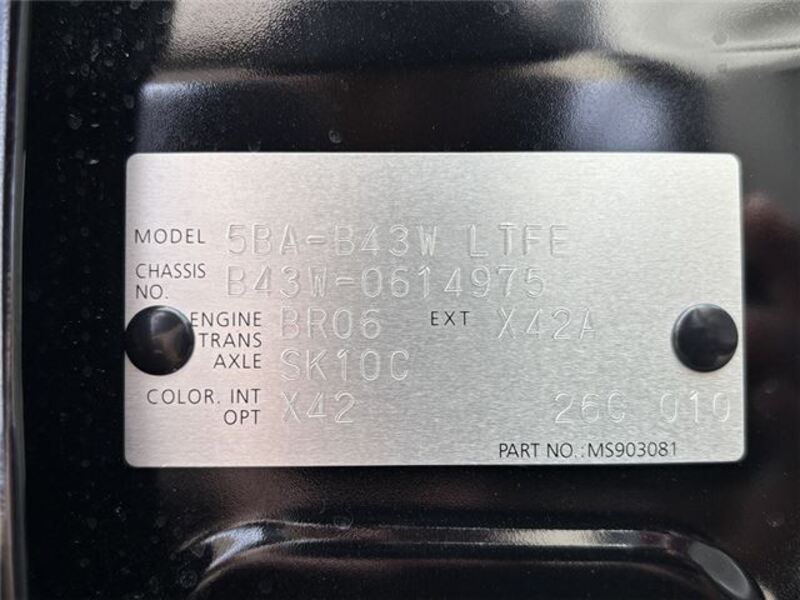 MODEL 5BA-B43W LTFE
CHASSIS NO. B43W-0614975
ENGINE BR06 EXT X42A
TRANS AXLE SK10C
COLOR. INT OPT X42 26C 010
PART NO.:MS903081